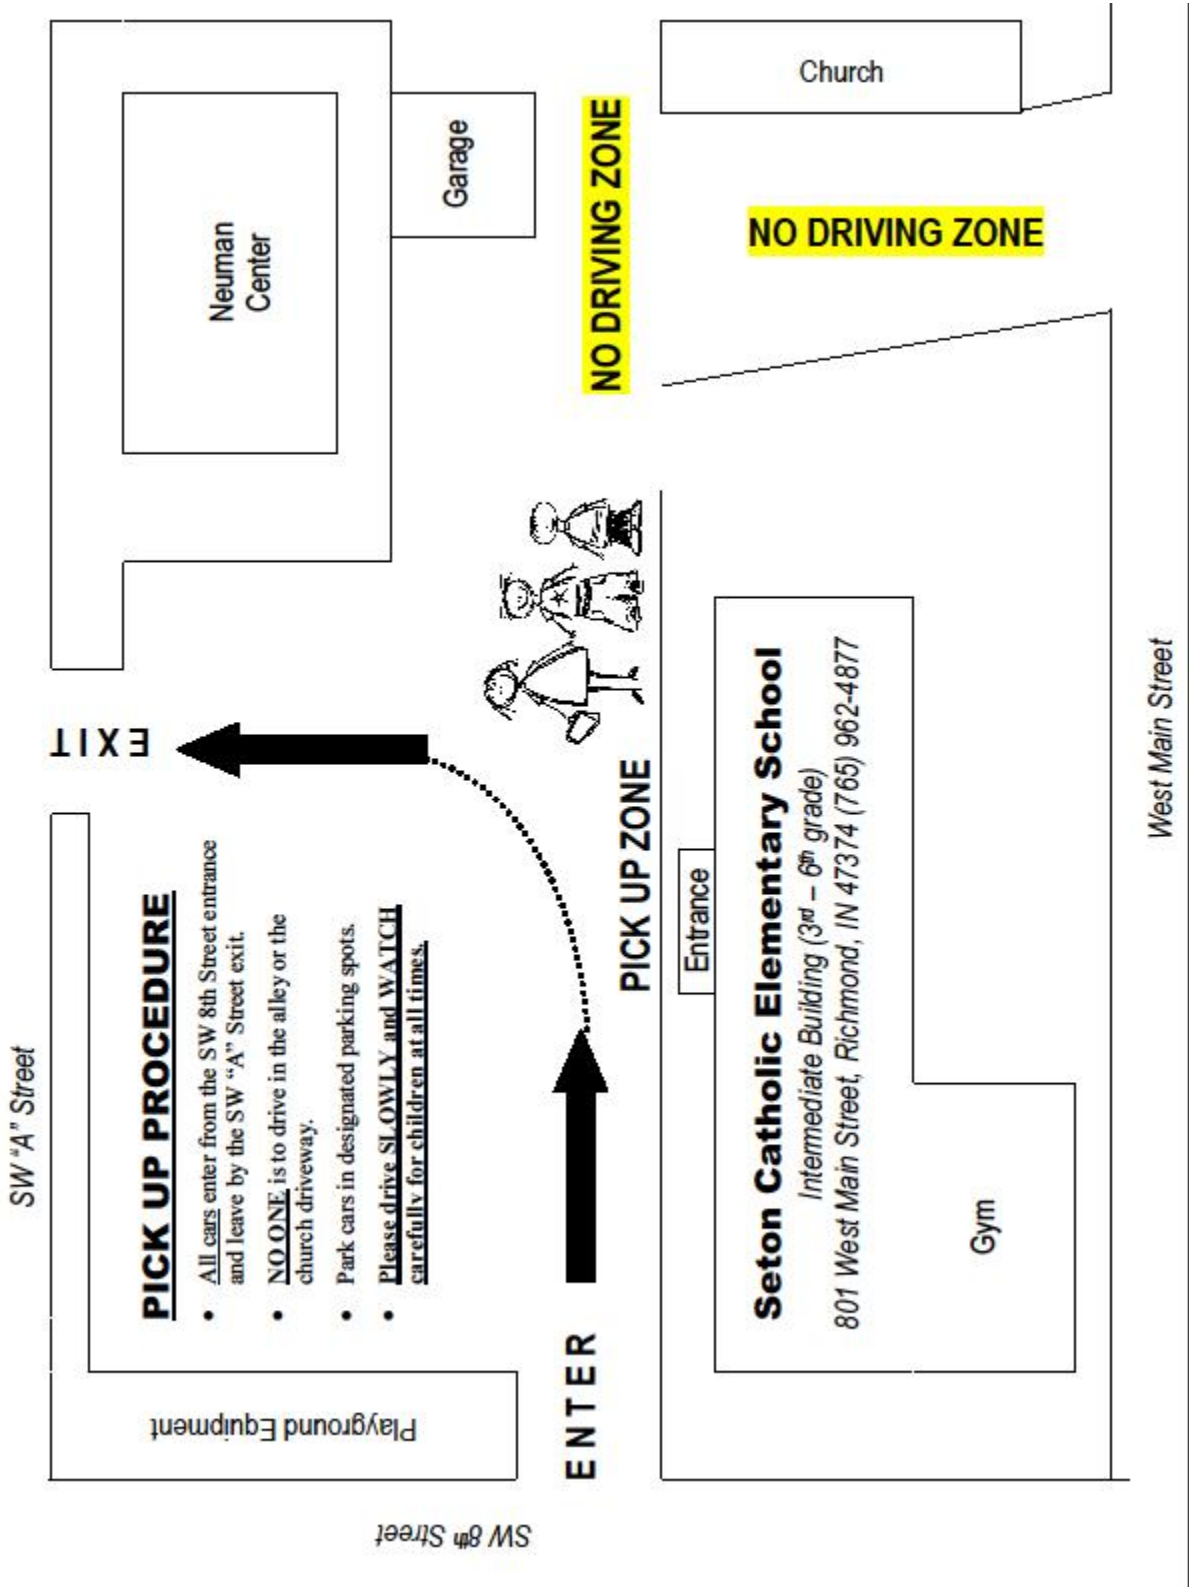 SW “A” Street
PICK UP PROCEDURE
• All cars enter from the SW 8th Street entrance
and leave by the SW “A” Street exit.
• NO ONE is to drive in the alley or the
church driveway.
• Park cars in designated parking spots.
• Please drive SLOWLY and WATCH
carefully for children at all times.
EXIT
Neuman
Center
Garage
Playground Equipment
SW 8th Street
ENTER
PICK UP ZONE
NO DRIVING ZONE
Entrance
Church
NO DRIVING ZONE
Seton Catholic Elementary School
Intermediate Building (3rd – 6th grade)
801 West Main Street, Richmond, IN 47374 (765) 962-4877
Gym
West Main Street